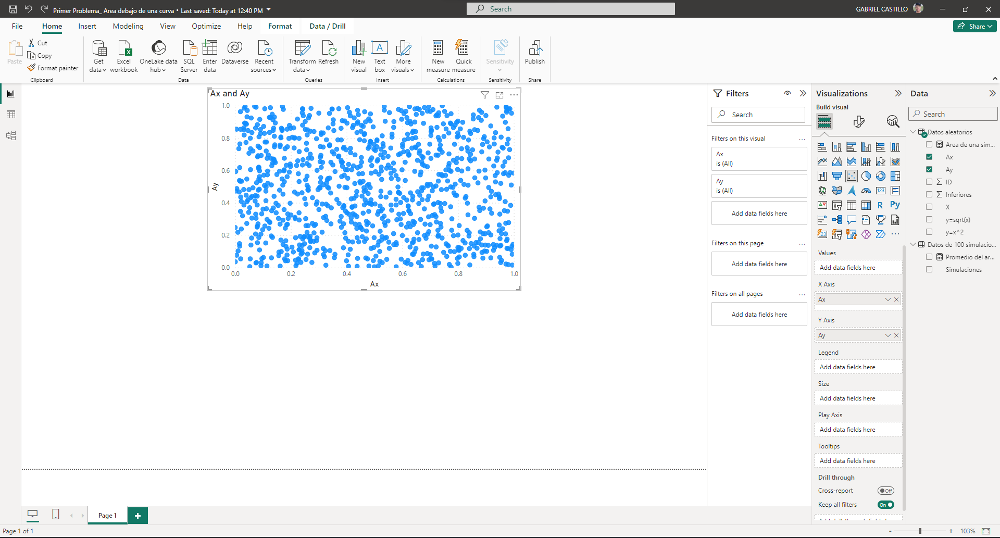 Primer Problema_ Area debajo de una curva • Last saved: Today at 12:40 PM
Search
GABRIEL CASTILLO
File
Home
Insert
Modeling
View
Optimize
Help
Format
Data / Drill
Share
Paste
Cut
Copy
Format painter
Clipboard
Get data
Excel workbook
OneLake data hub
SQL Server
Enter data
Dataverse
Recent sources
Data
Transform data
Refresh
Queries
New visual
Text box
More visuals
Insert
New measure
Quick measure
Calculations
Sensitivity
Sensitivity
Publish
Share
Ax and Ay
1.0
0.8
0.6
0.4
0.2
0.0
Ay
0.0
0.2
0.4
0.6
0.8
1.0
Ax
Filters
Search
Filters on this visual
...
Ax
is (All)
Ay
is (All)
Add data fields here
Filters on this page
...
Add data fields here
Filters on all pages
...
Add data fields here
Visualizations
Build visual
123
R
Py
123
...
Values
Add data fields here
X Axis
Ax
Y Axis
Ay
Legend
Add data fields here
Size
Add data fields here
Play Axis
Add data fields here
Tooltips
Add data fields here
Drill through
Cross-report
Off
Keep all filters
On
Data
Search
Datos aleatorios
Area de una sim...
Ax
Ay
∑ ID
∑ Inferiores
X
y=sqrt(x)
y=x^2
Datos de 100 simulacio...
Promedio del ar...
Simulaciones
Page 1
+
Page 1 of 1
- + 103%